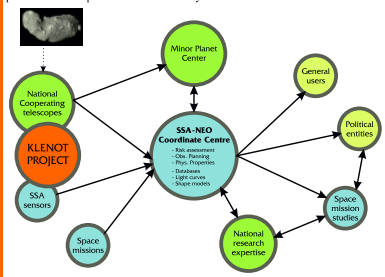 Minor Planet
Center
General
users
National
Cooperating
telescopes
Political
entities
SSA-NEO
Coordinate Centre
- Risk assessment
- Obs. Planning
- Phys. Properties
- Databases
- Light curves
- Shape models
KLENOT
PROJECT
SSA
sensors
Space
mission
studies
Space
missions
National
research
expertise